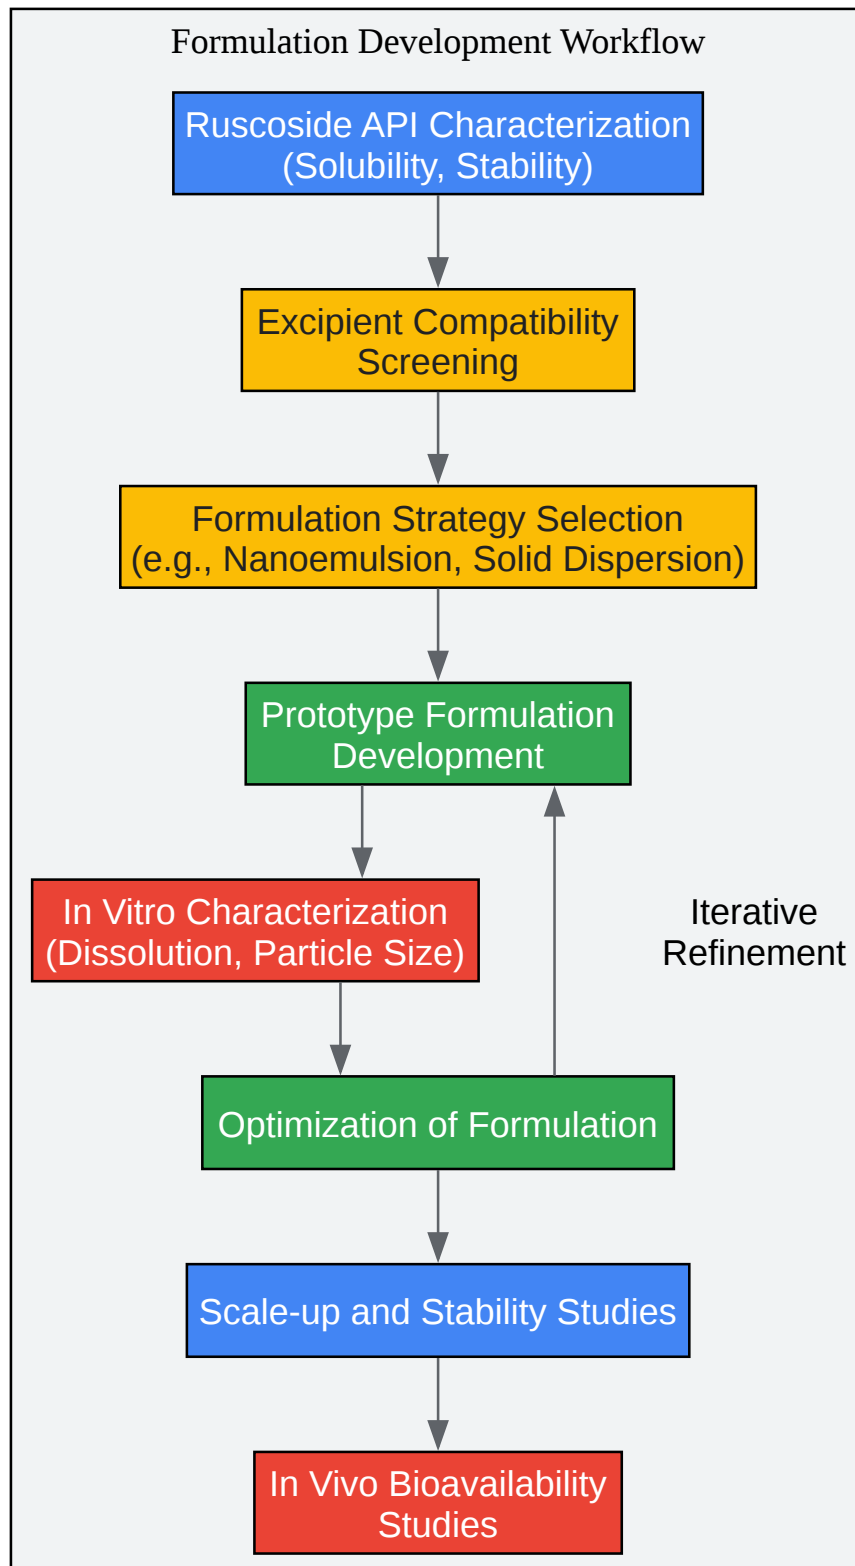 Formulation Development Workflow
Ruscoside API Characterization
(Solubility, Stability)
Excipient Compatibility
Screening
Formulation Strategy Selection
(e.g., Nanoemulsion, Solid Dispersion)
Prototype Formulation
Development
In Vitro Characterization
(Dissolution, Particle Size)
Iterative
Refinement
Optimization of Formulation
Scale-up and Stability Studies
In Vivo Bioavailability
Studies